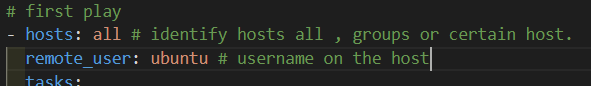 # first play
- hosts: all # identify hosts all , groups or certain host.
  remote_user: ubuntu # username on the host
  tasks: